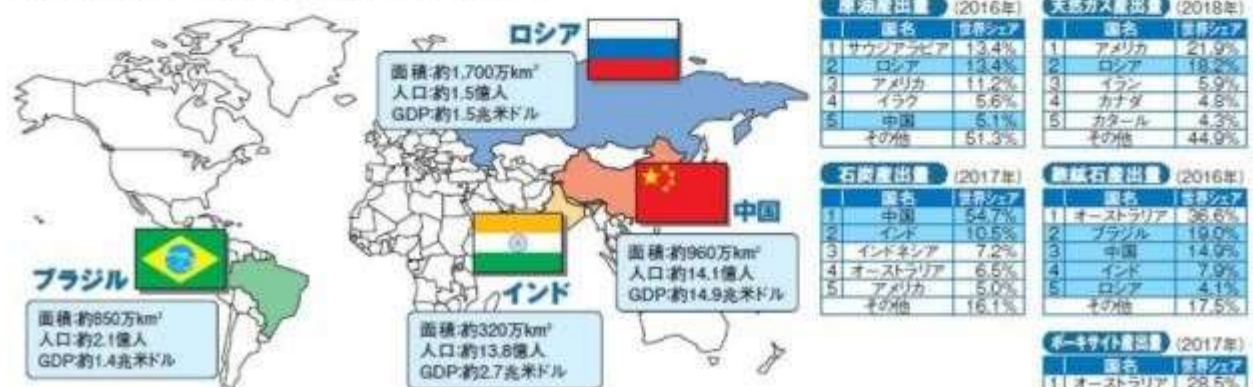 ロシア
面積:約1,700万km²
人口:約1.5億人
GDP:約1.5兆米ドル
中国
面積:約960万km²
人口:約14.1億人
GDP:約14.9兆米ドル
ブラジル
面積:約850万km²
人口:約2.1億人
GDP:約1.4兆米ドル
インド
面積:約320万km²
人口:約13.8億人
GDP:約2.7兆米ドル
原油産出量 (2016年)
国名 世界シェア
1 サウジアラビア 13.4%
2 ロシア 13.4%
3 アメリカ 11.2%
4 イラク 5.6%
5 中国 5.1%
その他 51.3%
天然ガス産出量 (2018年)
国名 世界シェア
1 アメリカ 21.9%
2 ロシア 18.2%
3 イラン 5.9%
4 カナダ 4.8%
5 カタール 4.3%
その他 44.9%
石炭産出量 (2017年)
国名 世界シェア
1 中国 54.7%
2 インド 10.5%
3 インドネシア 7.2%
4 オーストラリア 6.5%
5 アメリカ 5.0%
その他 16.1%
鉄鉱石産出量 (2016年)
国名 世界シェア
1 オーストラリア 36.6%
2 ブラジル 19.0%
3 中国 14.9%
4 インド 7.9%
5 ロシア 4.1%
その他 17.5%
ボーキサイト産出量 (2017年)
国名 世界シェア
1 オーストラリア 28.5%